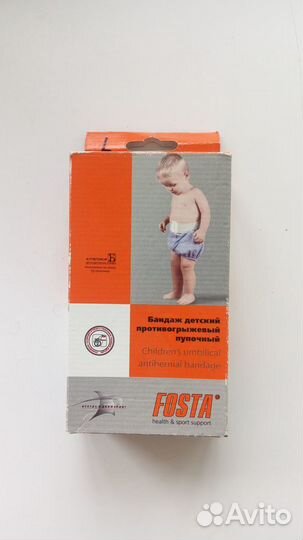 L
Бандаж детский
противогрыжевый
пупочный
Children's umbilical
antihernial bandage
FOSTA®
health & sport support
Avito